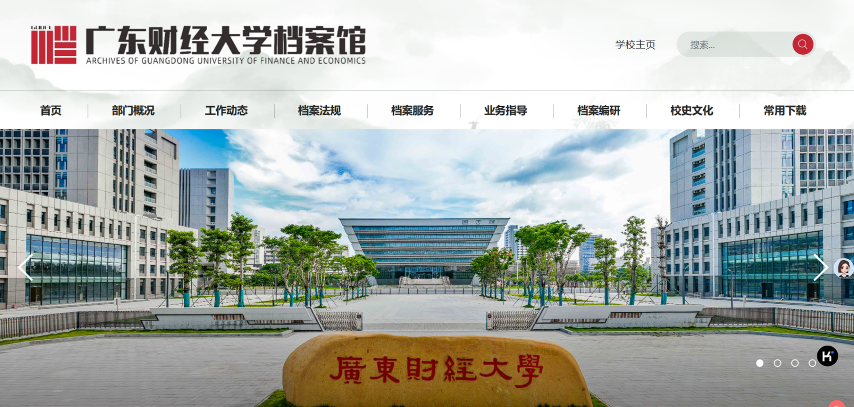 广东财经大学档案馆
ARCHIVES OF GUANGDONG UNIVERSITY OF FINANCE AND ECONOMICS
学校主页
搜索...
首页 部门概况 工作动态 档案法规 档案服务 业务指导 档案编研 校史文化 常用下载
廣東財經大學